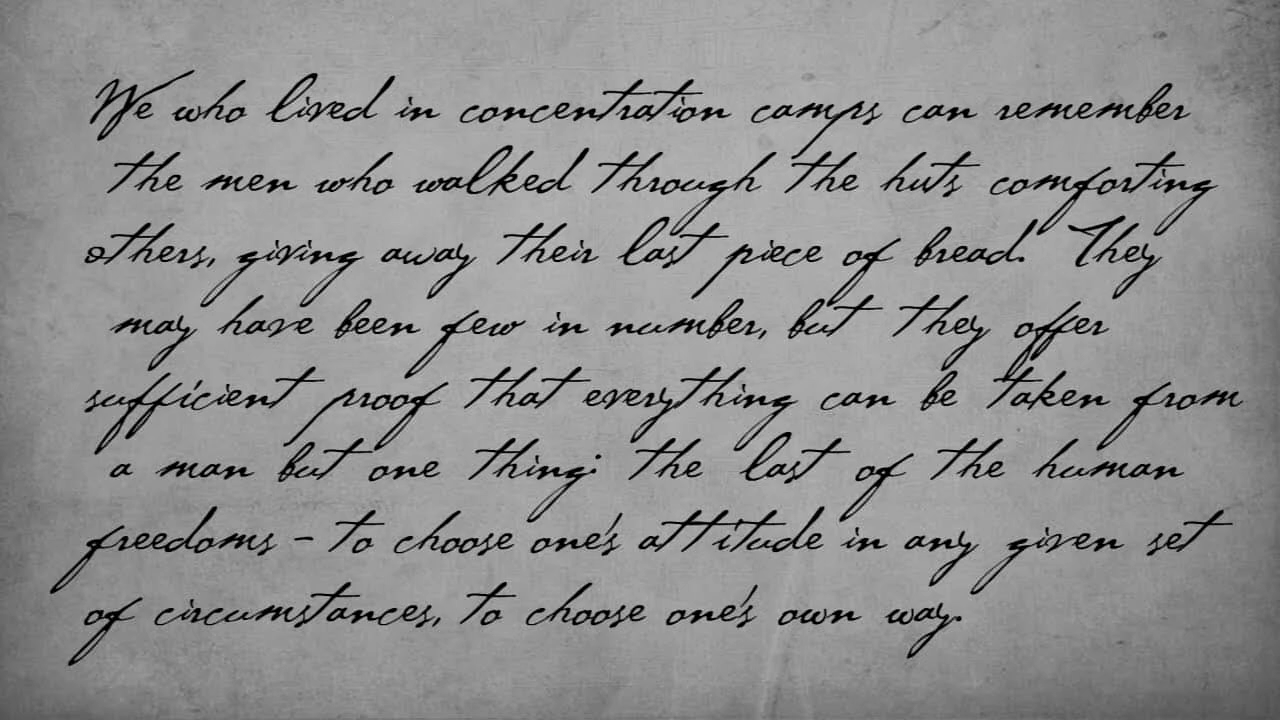 We who lived in concentration camps can remember
the men who walked through the huts comforting
others, giving away their last piece of bread. They
may have been few in number, but they offer
sufficient proof that everything can be taken from
a man but one thing: the last of the human
freedoms - to choose one's attitude in any given set
of circumstances, to choose one's own way.